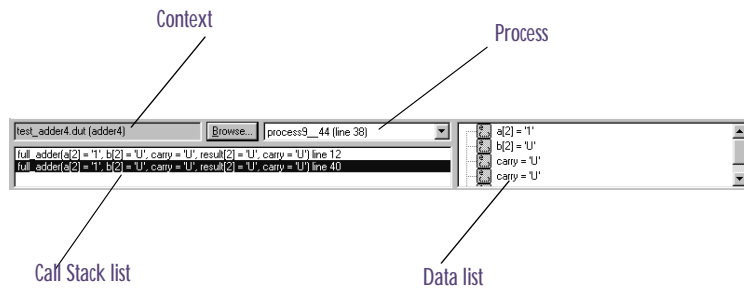 Context
Process
test_adder4.dut (adder4)
Browse...
process9__44 (line 38)
full_adder(a[2] = '1', b[2] = 'U', carry = 'U', result[2] = 'U', carry = 'U') line 12
full_adder(a[2] = '1', b[2] = 'U', carry = 'U', result[2] = 'U', carry = 'U') line 40
a[2] = '1'
b[2] = 'U'
carry = 'U'
carry = 'U'
Call Stack list
Data list